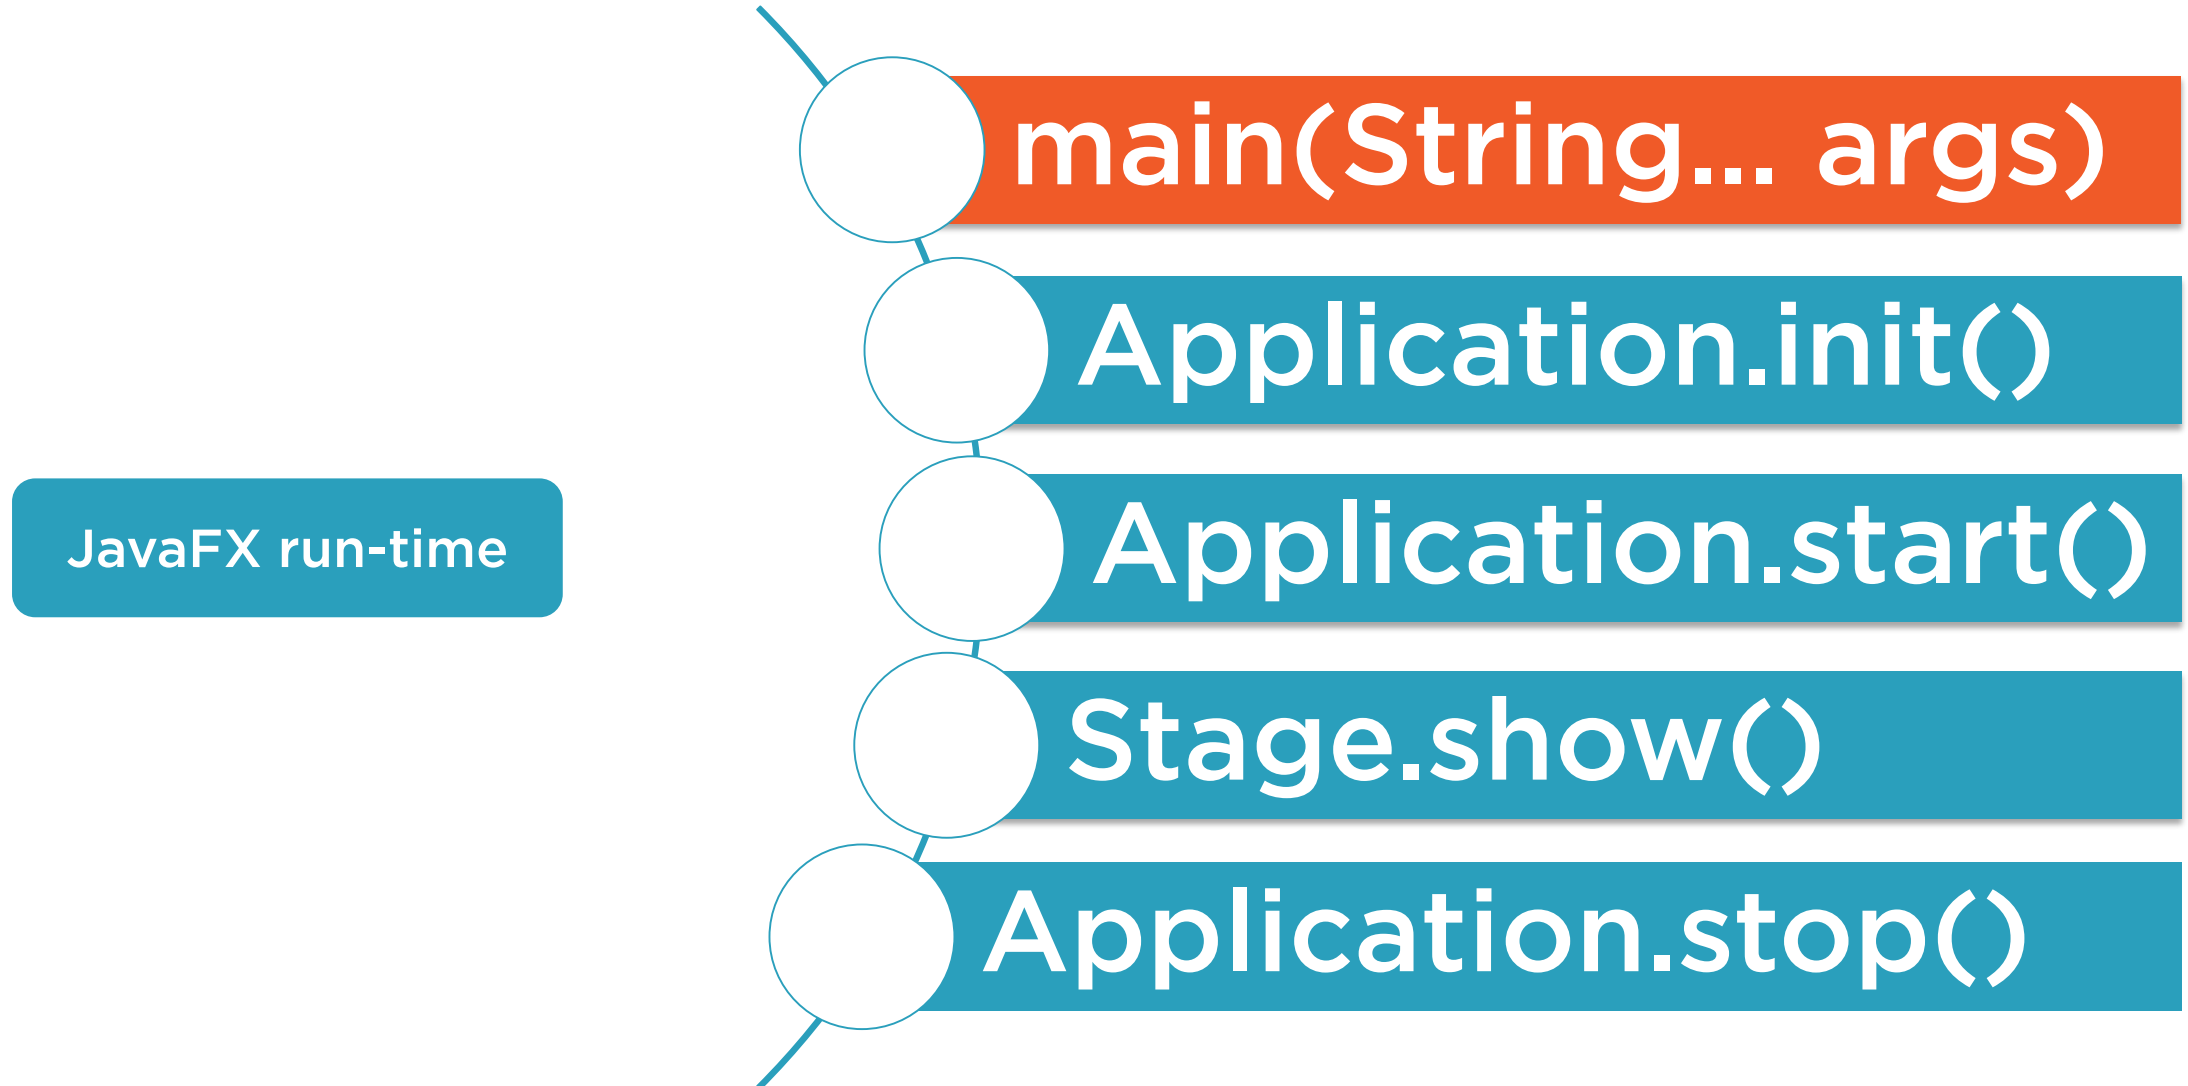 main(String... args)
Application.init()
JavaFX run-time
Application.start()
Stage.show()
Application.stop()